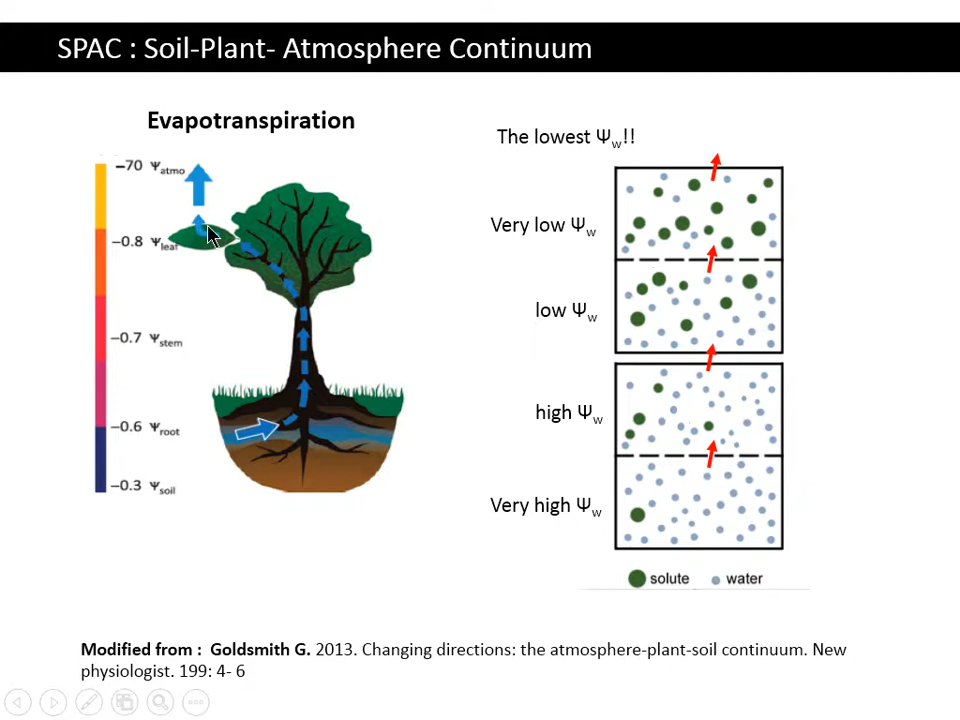 SPAC : Soil-Plant- Atmosphere Continuum
Evapotranspiration
−70 Ψatmo
−0.8 Ψleaf
−0.7 Ψstem
−0.6 Ψroot
−0.3 Ψsoil
The lowest Ψw!!
Very low Ψw
low Ψw
high Ψw
Very high Ψw
solute water
Modified from : Goldsmith G. 2013. Changing directions: the atmosphere-plant-soil continuum. New
physiologist. 199: 4- 6